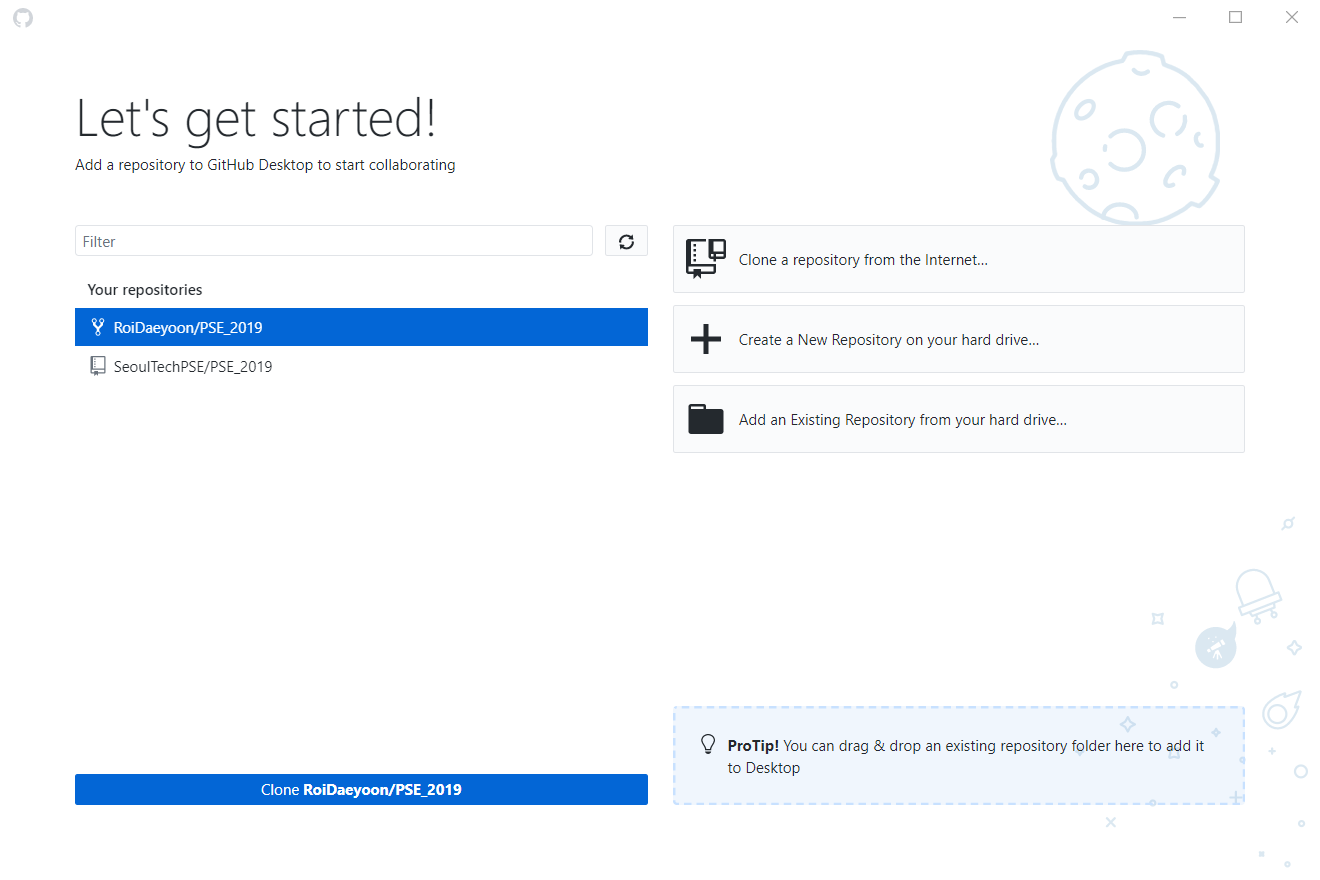 Let's get started!
Add a repository to GitHub Desktop to start collaborating
Filter
Your repositories
RoiDaeyoon/PSE_2019
SeoulTechPSE/PSE_2019
Clone RoiDaeyoon/PSE_2019
Clone a repository from the Internet...
Create a New Repository on your hard drive...
Add an Existing Repository from your hard drive...
ProTip! You can drag & drop an existing repository folder here to add it
to Desktop